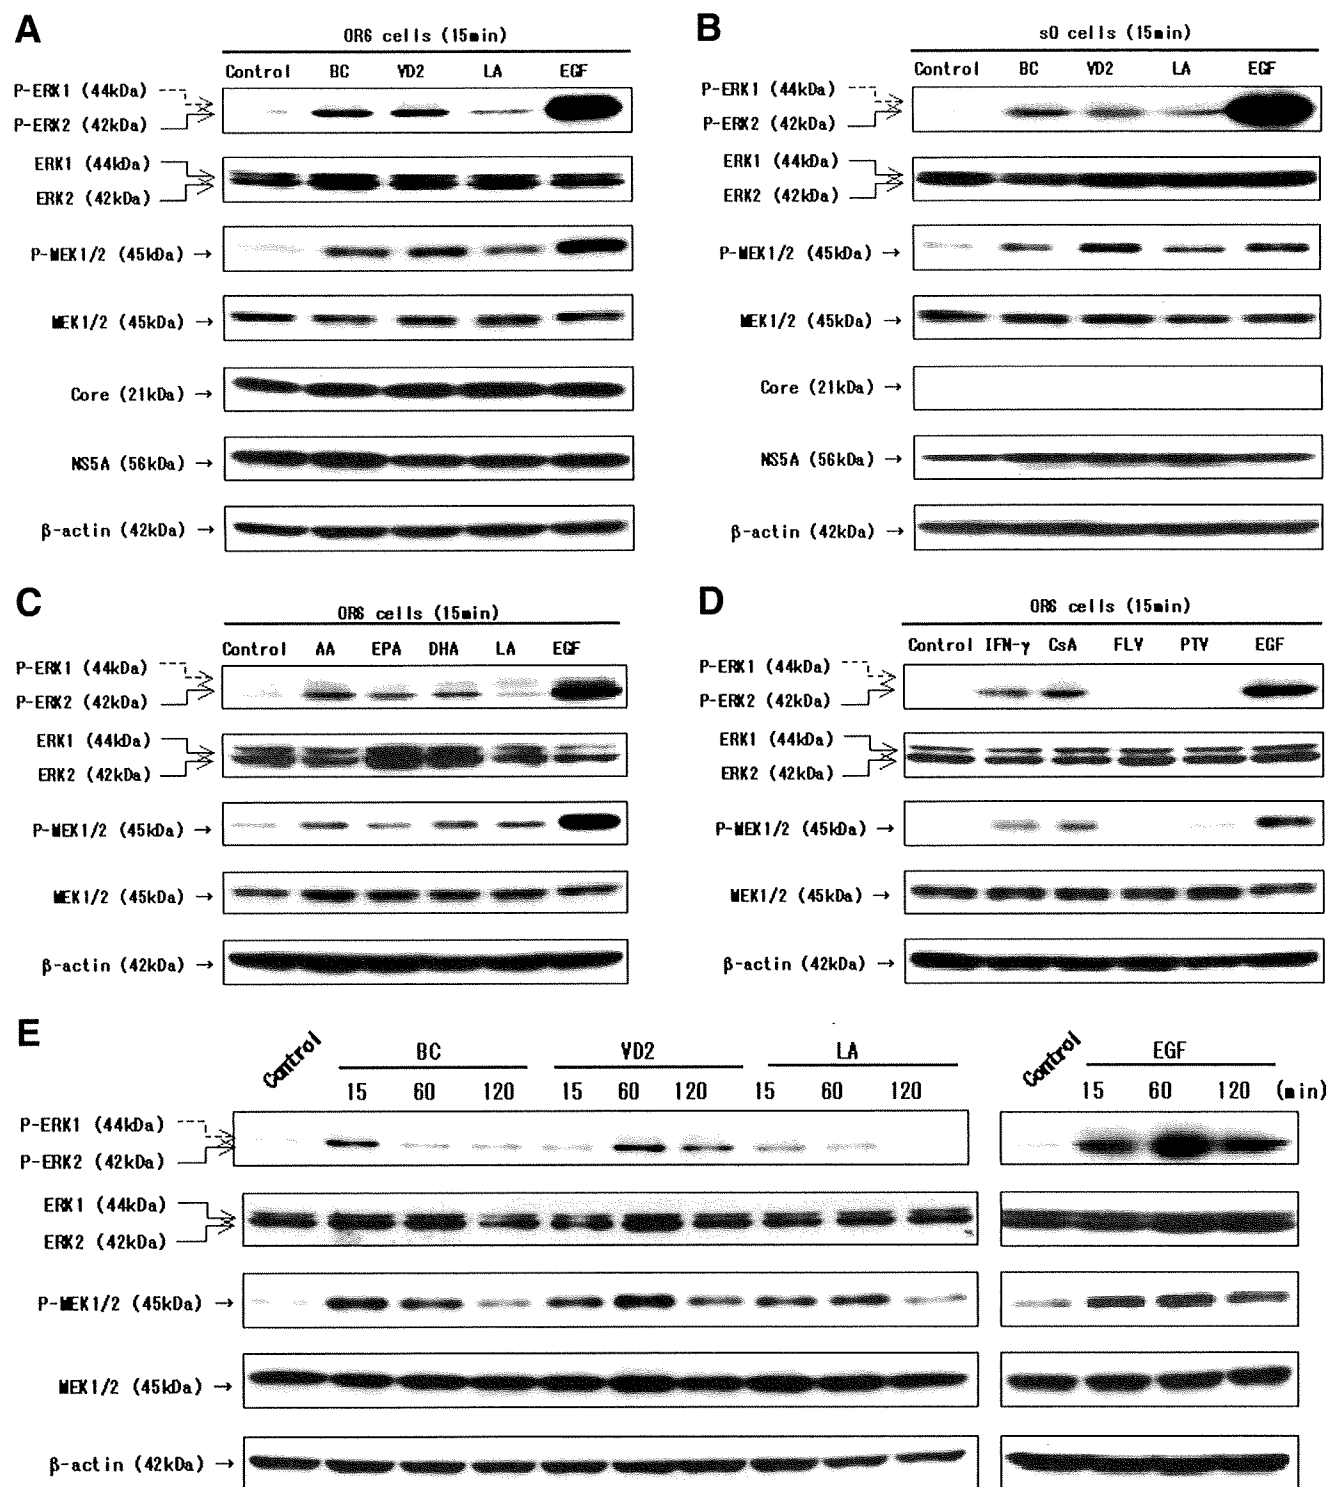 A
OR6 cells (15min)
Control BC VD2 LA EGF
P-ERK1 (44kDa)
P-ERK2 (42kDa)
ERK1 (44kDa)
ERK2 (42kDa)
P-MEK1/2 (45kDa) →
MEK1/2 (45kDa) →
Core (21kDa) →
NS5A (56kDa) →
β-actin (42kDa) →
B
sO cells (15min)
Control BC VD2 LA EGF
P-ERK1 (44kDa)
P-ERK2 (42kDa)
ERK1 (44kDa)
ERK2 (42kDa)
P-MEK1/2 (45kDa) →
MEK1/2 (45kDa) →
Core (21kDa) →
NS5A (56kDa) →
β-actin (42kDa) →
C
OR6 cells (15min)
Control AA EPA DHA LA EGF
P-ERK1 (44kDa)
P-ERK2 (42kDa)
ERK1 (44kDa)
ERK2 (42kDa)
P-MEK1/2 (45kDa) →
MEK1/2 (45kDa) →
β-actin (42kDa) →
D
OR6 cells (15min)
Control IFN-γ CsA FLV PTV EGF
P-ERK1 (44kDa)
P-ERK2 (42kDa)
ERK1 (44kDa)
ERK2 (42kDa)
P-MEK1/2 (45kDa) →
MEK1/2 (45kDa) →
β-actin (42kDa) →
E
Control BC VD2 LA Control EGF
15 60 120 15 60 120 15 60 120 15 60 120 (min)
P-ERK1 (44kDa)
P-ERK2 (42kDa)
ERK1 (44kDa)
ERK2 (42kDa)
P-MEK1/2 (45kDa) →
MEK1/2 (45kDa) →
β-actin (42kDa) →